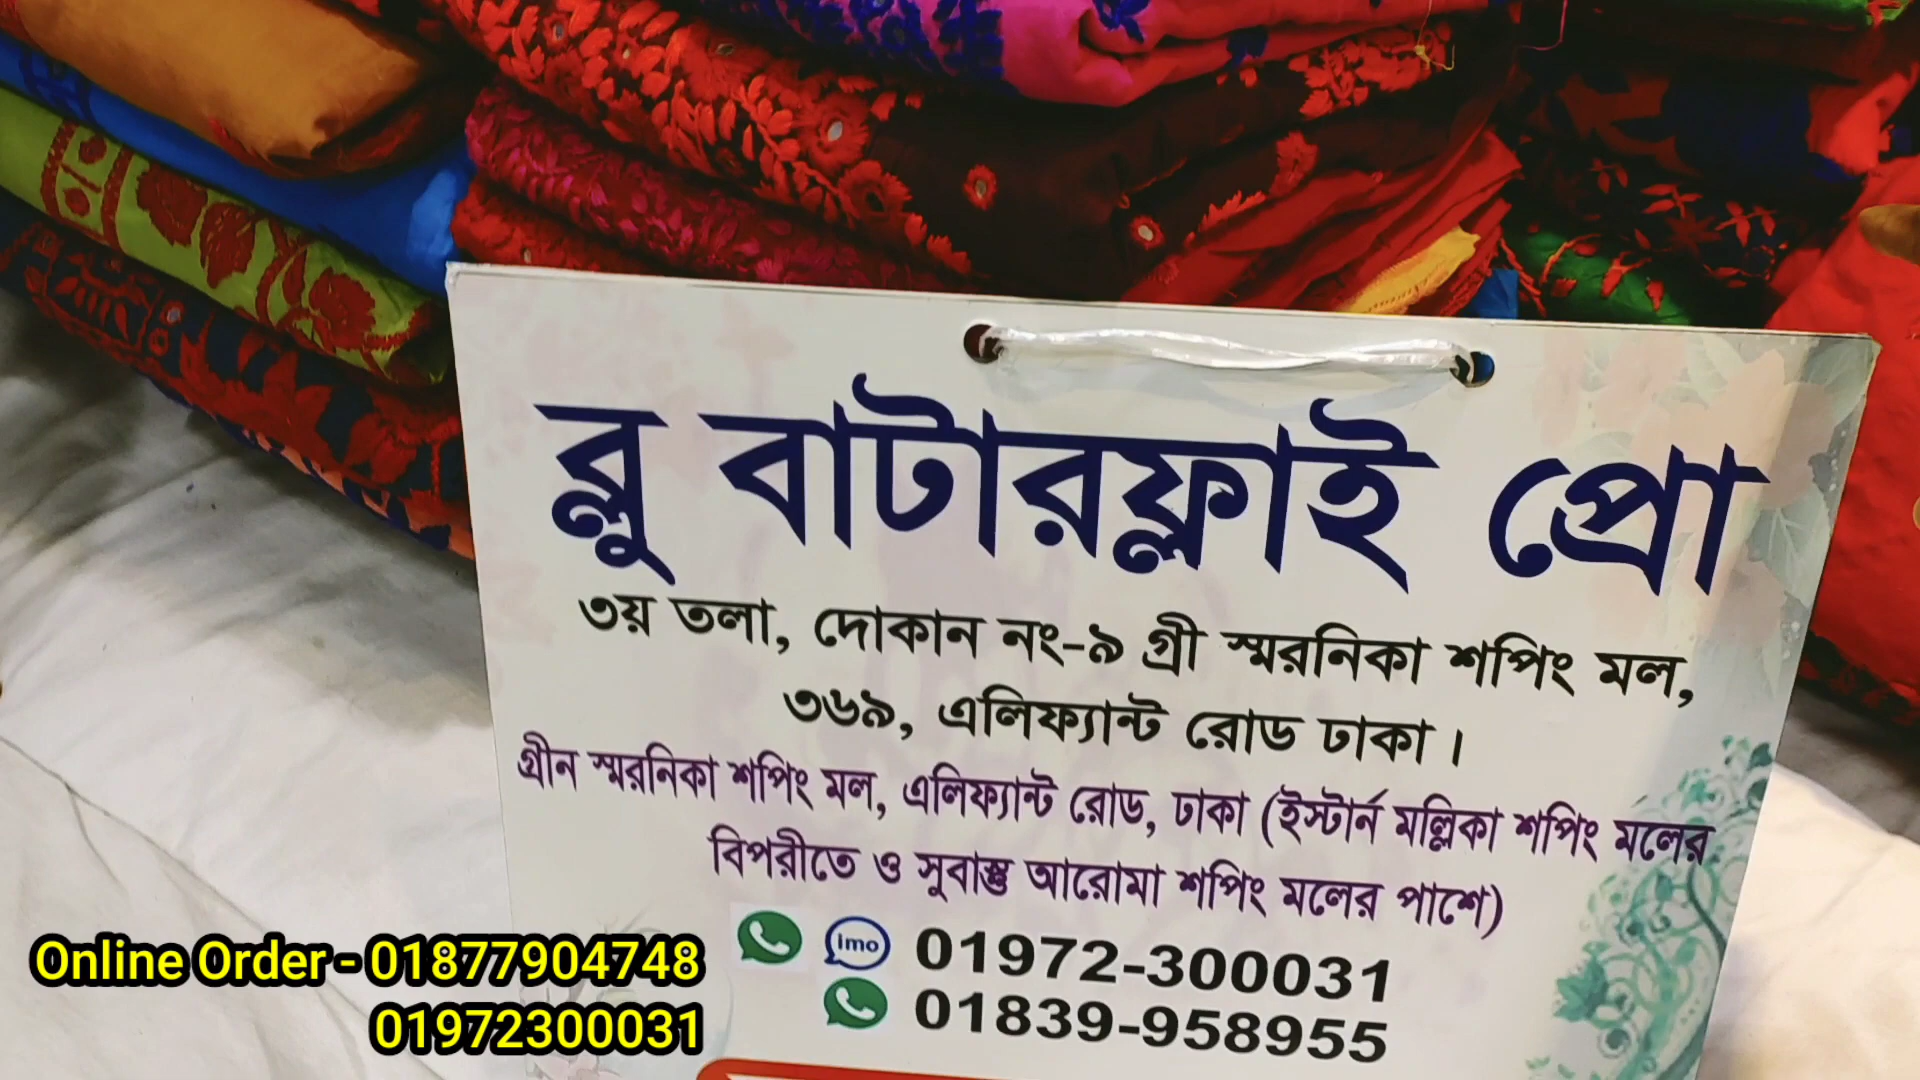 ব্লু বাটারফ্লাই প্রো
৩য় তলা, দোকান নং-৯ গ্রী স্মরনিকা শপিং মল,
৩৬৯, এলিফ্যান্ট রোড ঢাকা।
গ্রীন স্মরনিকা শপিং মল, এলিফ্যান্ট রোড, ঢাকা (ইস্টার্ন মল্লিকা শপিং মলের
বিপরীতে ও সুবাস্তু আরোমা শপিং মলের পাশে)
imo 01972-300031
01839-958955
Online Order - 01877904748
01972300031